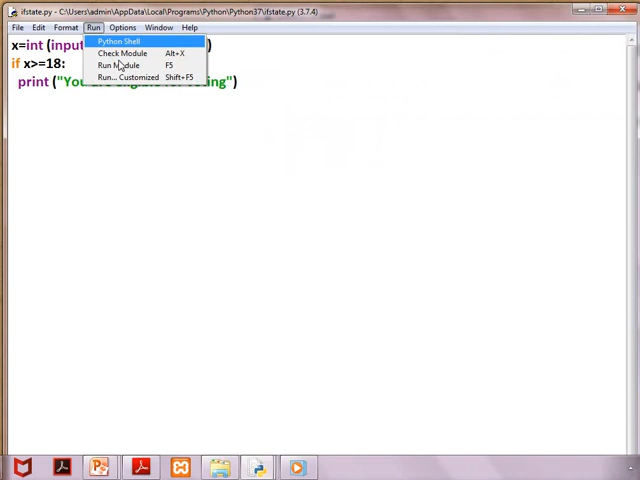 ifstate.py - C:\Users\admin\AppData\Local\Programs\Python\Python37\ifstate.py (3.7.4)
File Edit Format Run Options Window Help
Python Shell
Check Module Alt+X
Run Module F5
Run... Customized Shift+F5
x=int (input )
if x>=18:
print ("You